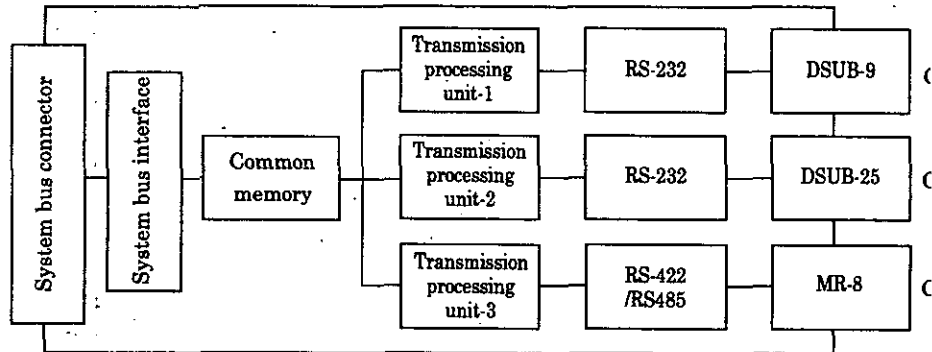 System bus connector
System bus interface
Common
memory
Transmission
processing
unit-1
RS-232
DSUB-9
Transmission
processing
unit-2
RS-232
DSUB-25
Transmission
processing
unit-3
RS-422
/RS485
MR-8